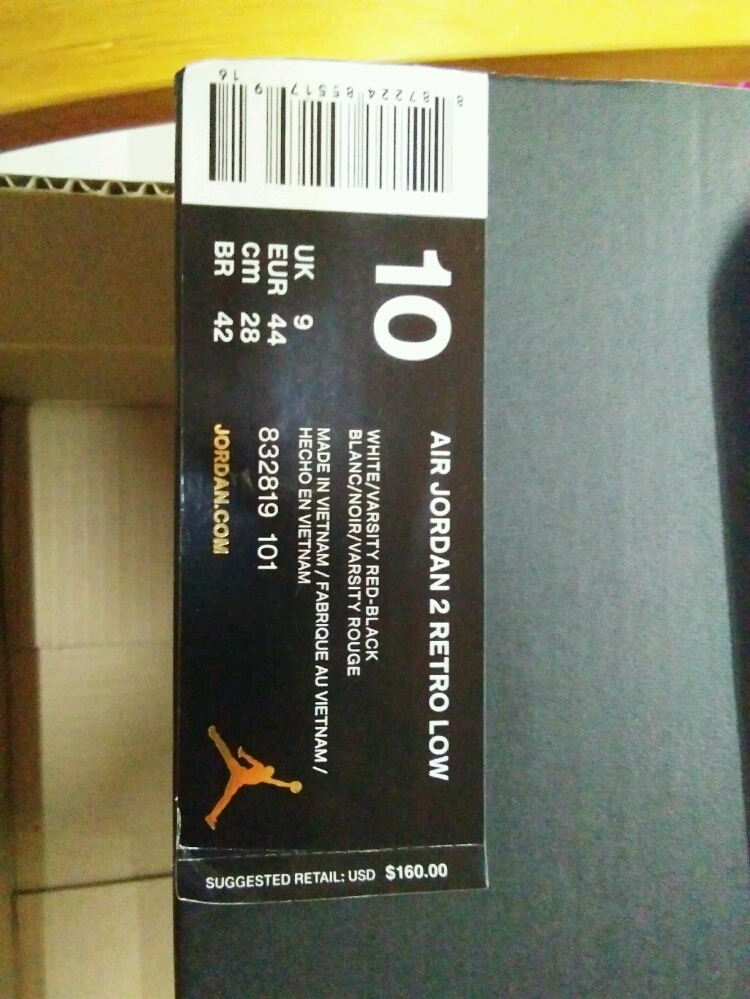 8 87224 85517 9 16
10
AIR JORDAN 2 RETRO LOW
WHITE/VARSITY RED-BLACK
BLANC/NOIR/VARSITY ROUGE
UK 9
EUR 44
cm 28
BR 42
MADE IN VIETNAM / FABRIQUE AU VIETNAM /
HECHO EN VIETNAM
832819 101
JORDAN.COM
SUGGESTED RETAIL: USD $160.00